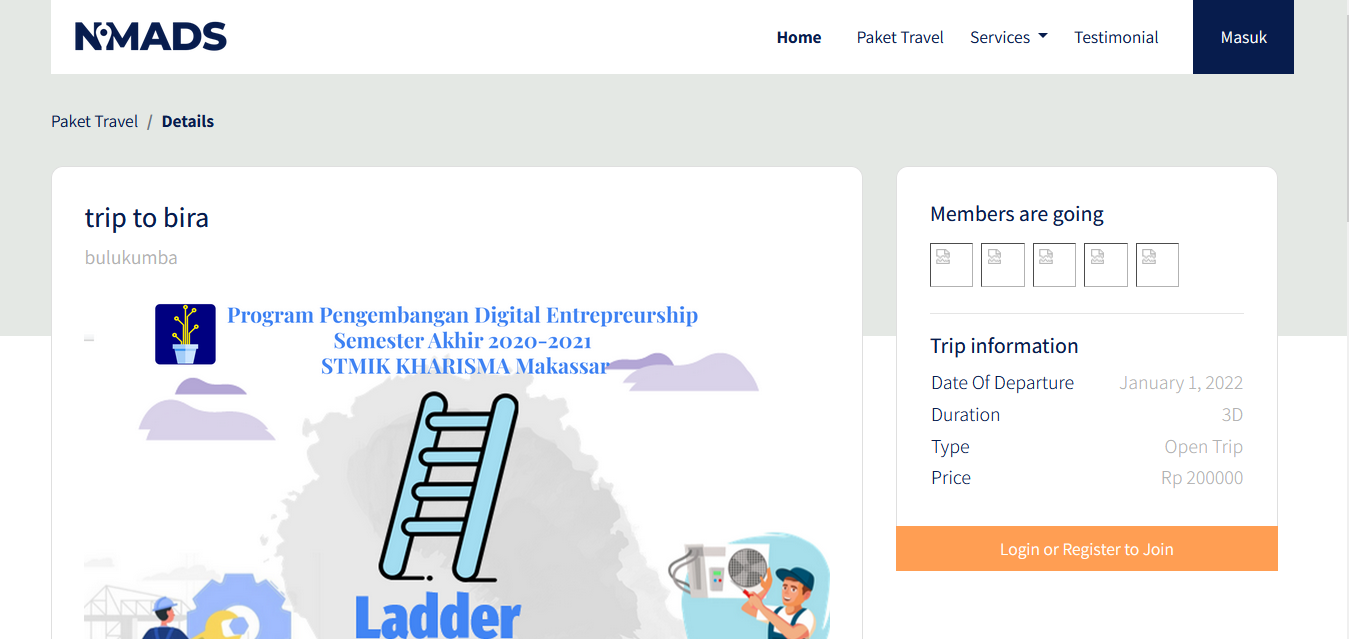 NOMADS
Home Paket Travel Services Testimonial Masuk
Paket Travel / Details
trip to bira
bulukumba
Program Pengembangan Digital Entrepreurship
Semester Akhir 2020-2021
STMIK KHARISMA Makassar
Ladder
Members are going
Trip information
Date Of Departure January 1, 2022
Duration 3D
Type Open Trip
Price Rp 200000
Login or Register to Join